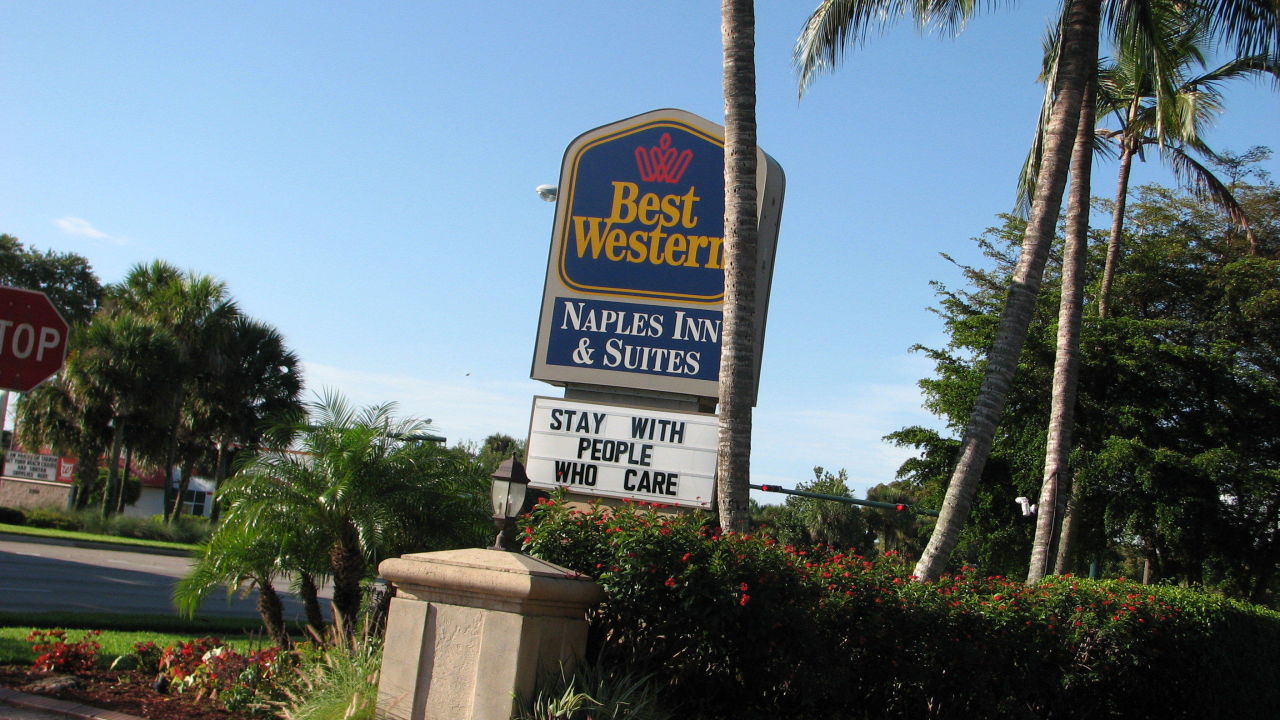 Best
Western
NAPLES INN
& SUITES
STAY WITH
PEOPLE
WHO CARE
TOP